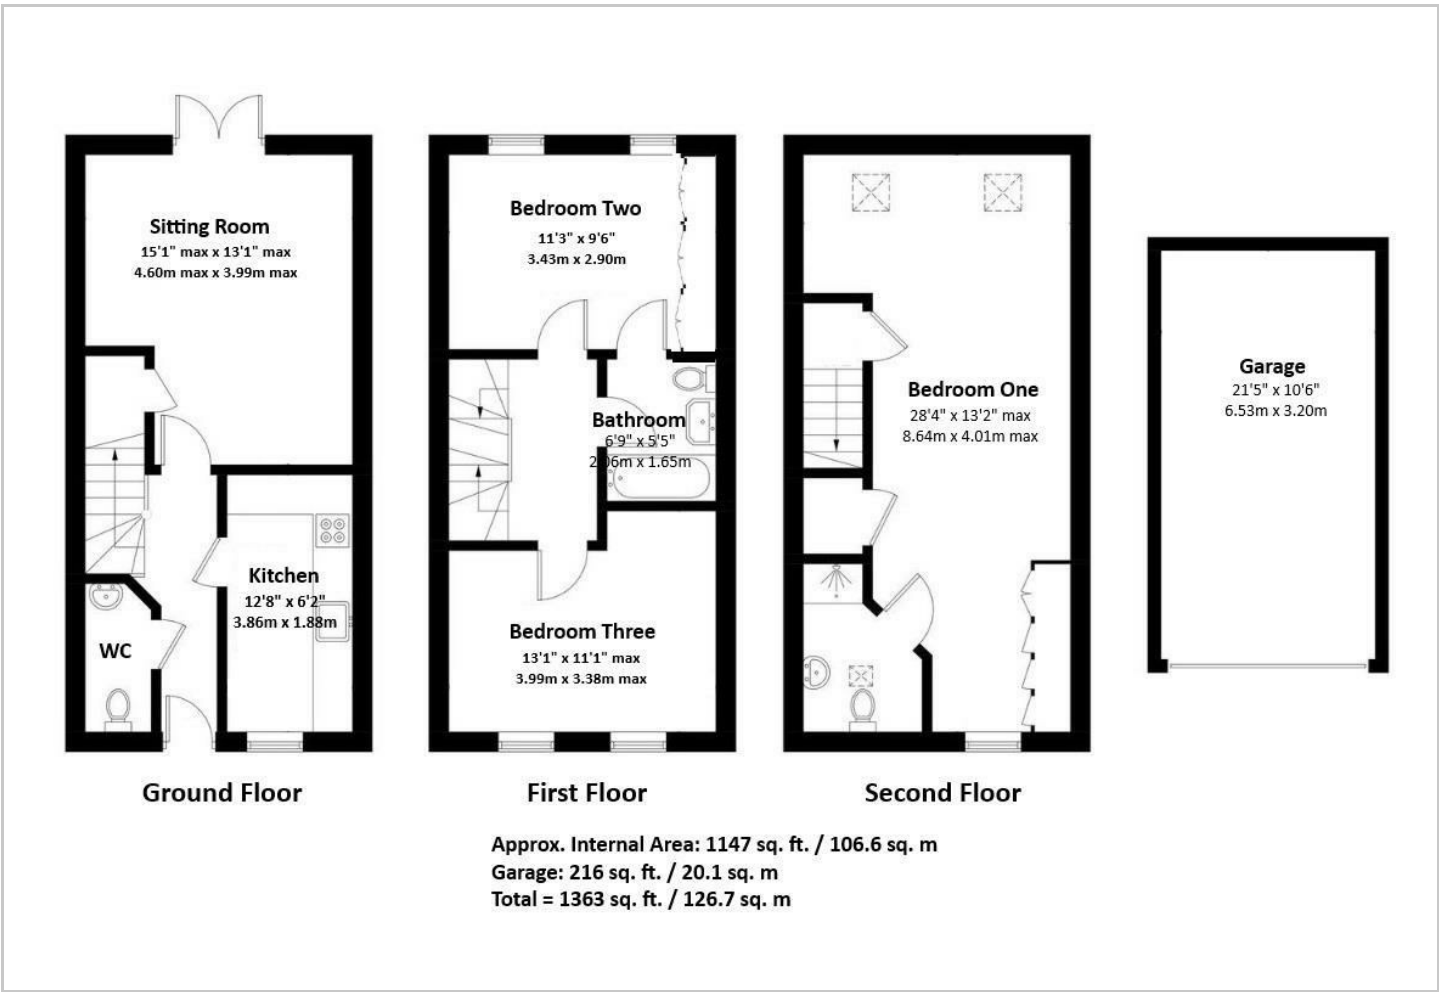 Sitting Room
15'1" max x 13'1" max
4.60m max x 3.99m max
Kitchen
12'8" x 6'2"
3.86m x 1.88m
WC
Ground Floor
Bedroom Two
11'3" x 9'6"
3.43m x 2.90m
Bathroom
6'9" x 5'5"
2.06m x 1.65m
Bedroom Three
13'1" x 11'1" max
3.99m x 3.38m max
First Floor
Bedroom One
28'4" x 13'2" max
8.64m x 4.01m max
Second Floor
Garage
21'5" x 10'6"
6.53m x 3.20m
Approx. Internal Area: 1147 sq. ft. / 106.6 sq. m
Garage: 216 sq. ft. / 20.1 sq. m
Total = 1363 sq. ft. / 126.7 sq. m